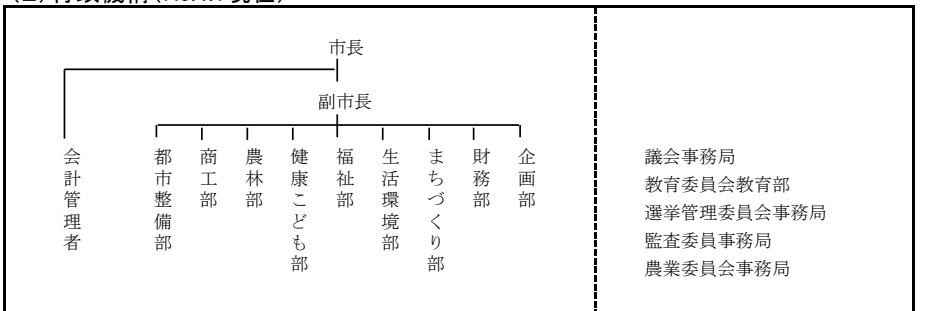 市長
副市長
会計管理者
都市整備部
商工部
農林部
健康こども部
福祉部
生活環境部
まちづくり部
財務部
企画部
議会事務局
教育委員会教育部
選挙管理委員会事務局
監査委員事務局
農業委員会事務局